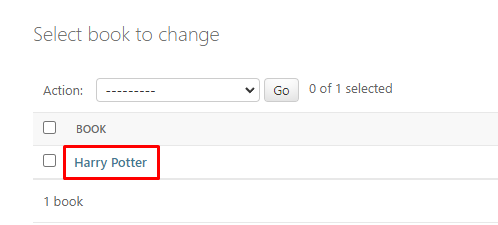 Select book to change
Action: --------- Go 0 of 1 selected
BOOK
Harry Potter
1 book